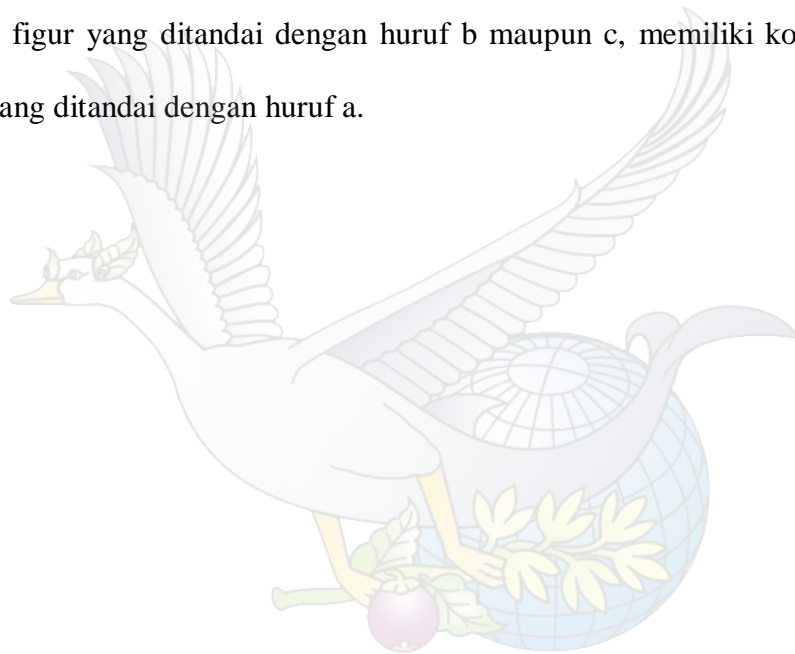 figur yang ditandai dengan huruf b maupun c, memiliki ko
ang ditandai dengan huruf a.